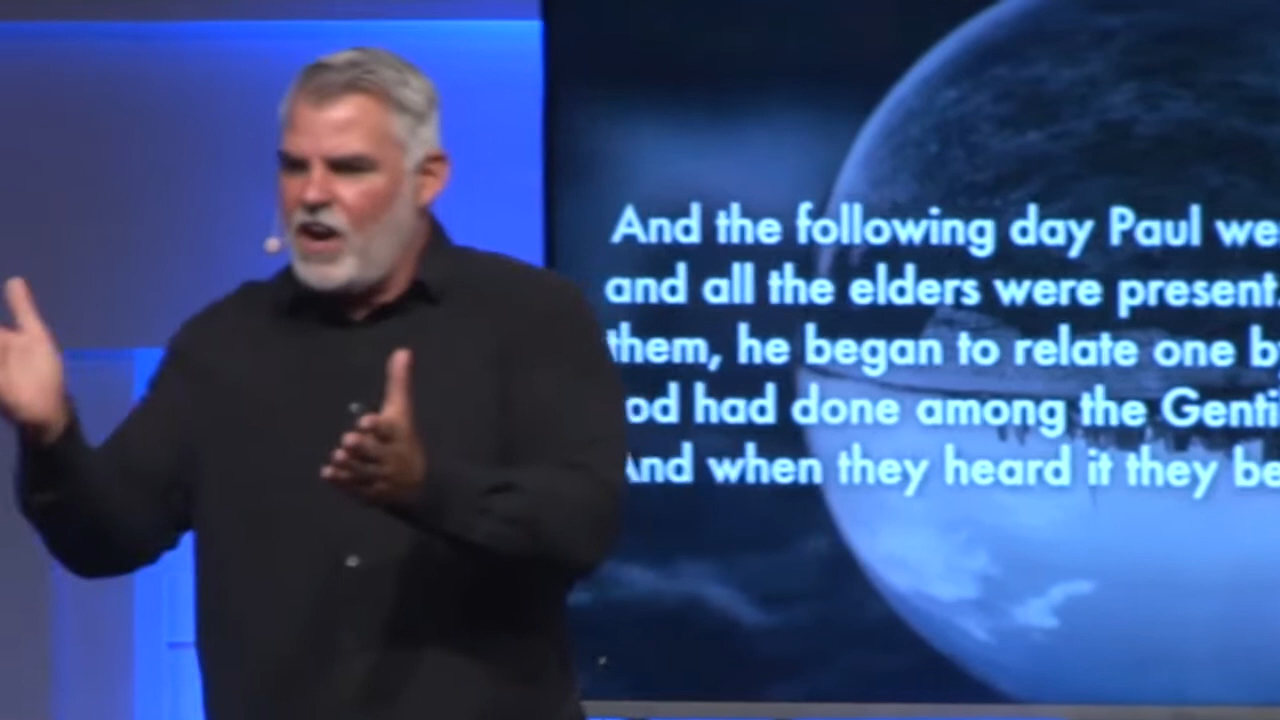 And the following day Paul we
and all the elders were present
them, he began to relate one by
od had done among the Genti
And when they heard it they be